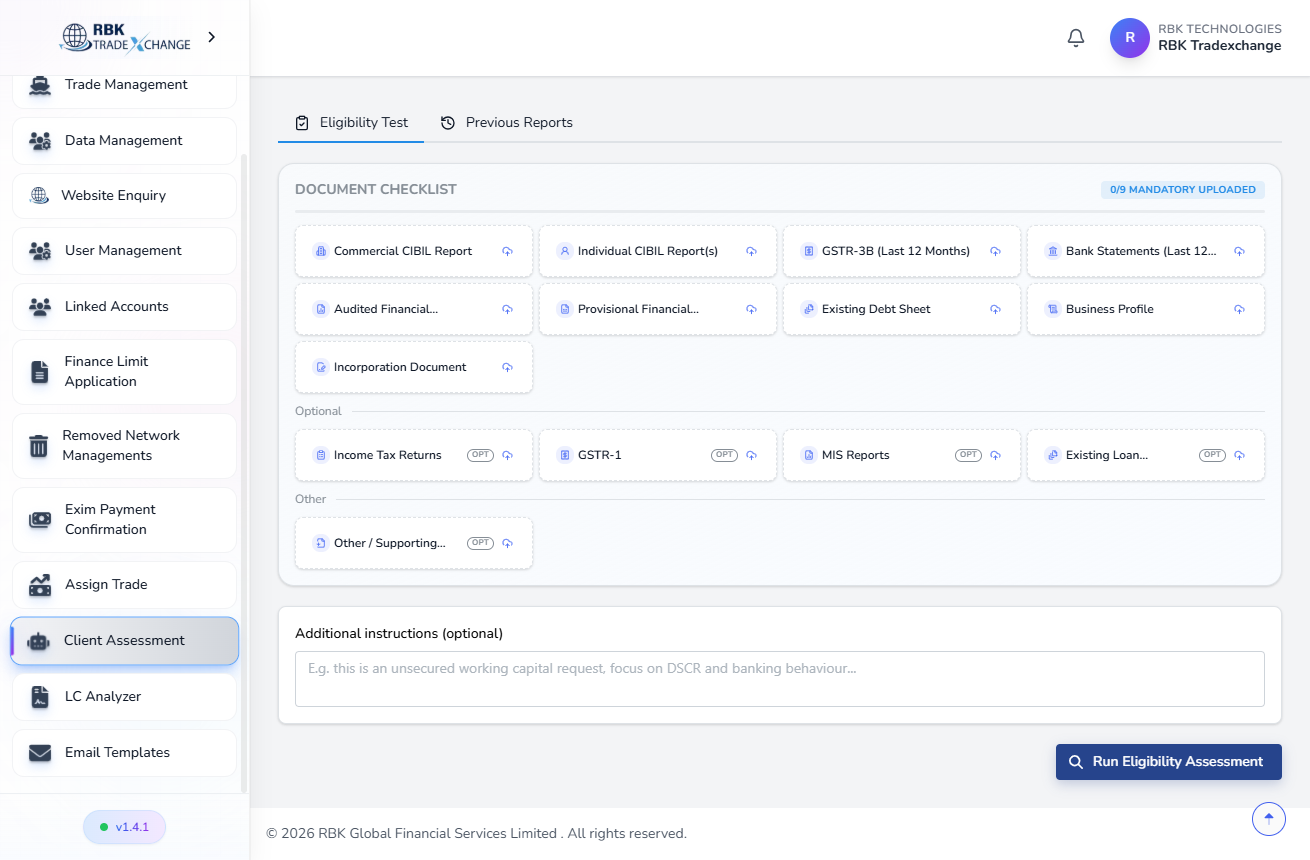 RBK
TRADE XCHANGE
R
RBK TECHNOLOGIES
RBK Tradexchange
Trade Management
Data Management
Website Enquiry
User Management
Linked Accounts
Finance Limit
Application
Removed Network
Managements
Exim Payment
Confirmation
Assign Trade
Client Assessment
LC Analyzer
Email Templates
v1.4.1
Eligibility Test
Previous Reports
DOCUMENT CHECKLIST
0/9 MANDATORY UPLOADED
Commercial CIBIL Report
Individual CIBIL Report(s)
GSTR-3B (Last 12 Months)
Bank Statements (Last 12...
Audited Financial...
Provisional Financial...
Existing Debt Sheet
Business Profile
Incorporation Document
Optional
Income Tax Returns OPT
GSTR-1 OPT
MIS Reports OPT
Existing Loan... OPT
Other
Other / Supporting... OPT
Additional instructions (optional)
E.g. this is an unsecured working capital request, focus on DSCR and banking behaviour...
Run Eligibility Assessment
© 2026 RBK Global Financial Services Limited . All rights reserved.